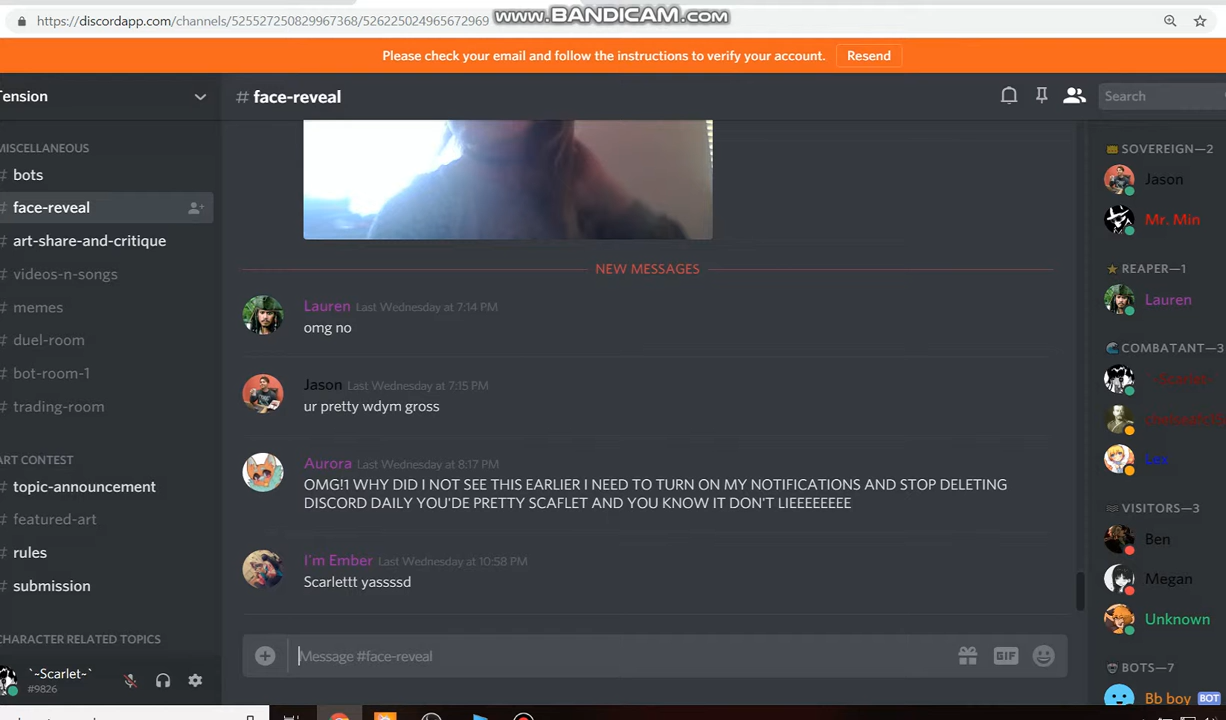 https://discordapp.com/channels/525527250829967368/526225024965672969
www.BANDICAM.com
Please check your email and follow the instructions to verify your account.
Resend
Tension
# face-reveal
Search
MISCELLANEOUS
# bots
# face-reveal
# art-share-and-critique
# videos-n-songs
# memes
# duel-room
# bot-room-1
# trading-room
ART CONTEST
# topic-announcement
# featured-art
# rules
# submission
CHARACTER RELATED TOPICS
`~Scarlet~`
#9826
NEW MESSAGES
Lauren Last Wednesday at 7:14 PM
omg no
Jason Last Wednesday at 7:15 PM
ur pretty wdym gross
Aurora Last Wednesday at 8:17 PM
OMG!1 WHY DID I NOT SEE THIS EARLIER I NEED TO TURN ON MY NOTIFICATIONS AND STOP DELETING
DISCORD DAILY YOU'DE PRETTY SCAFLET AND YOU KNOW IT DON'T LIEEEEEEEE
I'm Ember Last Wednesday at 10:58 PM
Scarlettt yassssd
Message #face-reveal
GIF
SOVEREIGN—2
Jason
Mr. Min
REAPER—1
Lauren
COMBATANT—3
Lex
VISITORS—3
Ben
Megan
Unknown
BOTS—7
Bb boy BOT